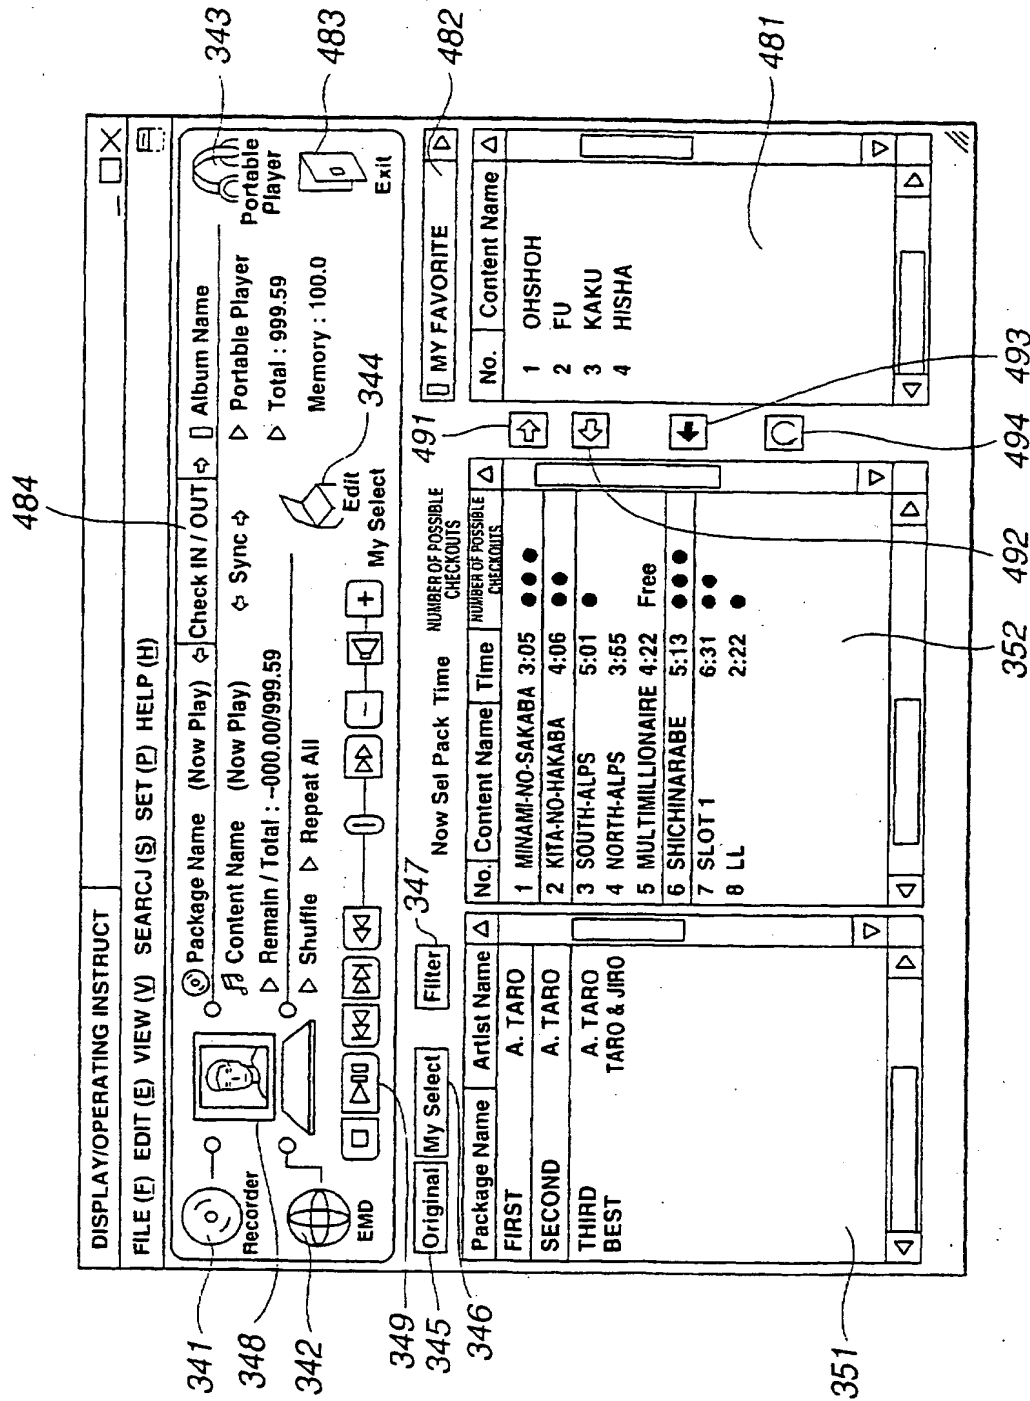 484
DISPLAY/OPERATING INSTRUCT
FILE (F) EDIT (E) VIEW (V) SEARCJ (S) SET (P) HELP (H)
341
Recorder
348
342
EMD
Package Name (Now Play)
Content Name (Now Play)
Remain / Total : -000.00/999.59
Shuffle Repeat All
Check IN / OUT
Sync
Album Name
Portable Player
Total : 999.59
Memory : 100.0
Portable
Player
343
483
Exit
344
Edit
My Select
349
345
346
Original My Select Filter 347
Now Sel Pack Time NUMBER OF POSSIBLE
CHECKOUTS
491
MY FAVORITE
482
Package Name Artist Name
FIRST A. TARO
SECOND A. TARO
THIRD A. TARO
BEST TARO & JIRO
351
No. Content Name Time NUMBER OF POSSIBLE
CHECKOUTS
1 MINAMI-NO-SAKABA 3:05 ●●●
2 KITA-NO-HAKABA 4:06 ●●
3 SOUTH-ALPS 5:01 ●
4 NORTH-ALPS 3:55
5 MULTIMILLIONAIRE 4:22 Free
6 SHICHINARABE 5:13 ●●●
7 SLOT 1 6:31 ●●
8 LL 2:22 ●
352
492
494
493
No. Content Name
1 OHSHOH
2 FU
3 KAKU
4 HISHA
481